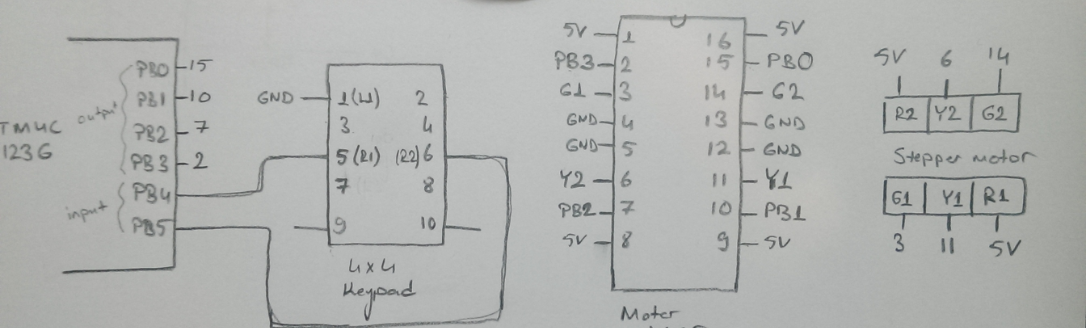 TM4C
123G
output
input
PB0 15
PB1 10
PB2 7
PB3 2
PB4
PB5
GND 1(L1) 2
3 4
5(R1) (R2)6
7 8
9 10
4x4
Keypad
5V 1 16 5V
PB3 2 15 PB0
G1 3 14 G2
GND 4 13 GND
GND 5 12 GND
Y2 6 11 Y1
PB2 7 10 PB1
5V 8 9 5V
Motor
5V 6 14
R2 Y2 G2
Stepper motor
G1 Y1 R1
3 11 5V